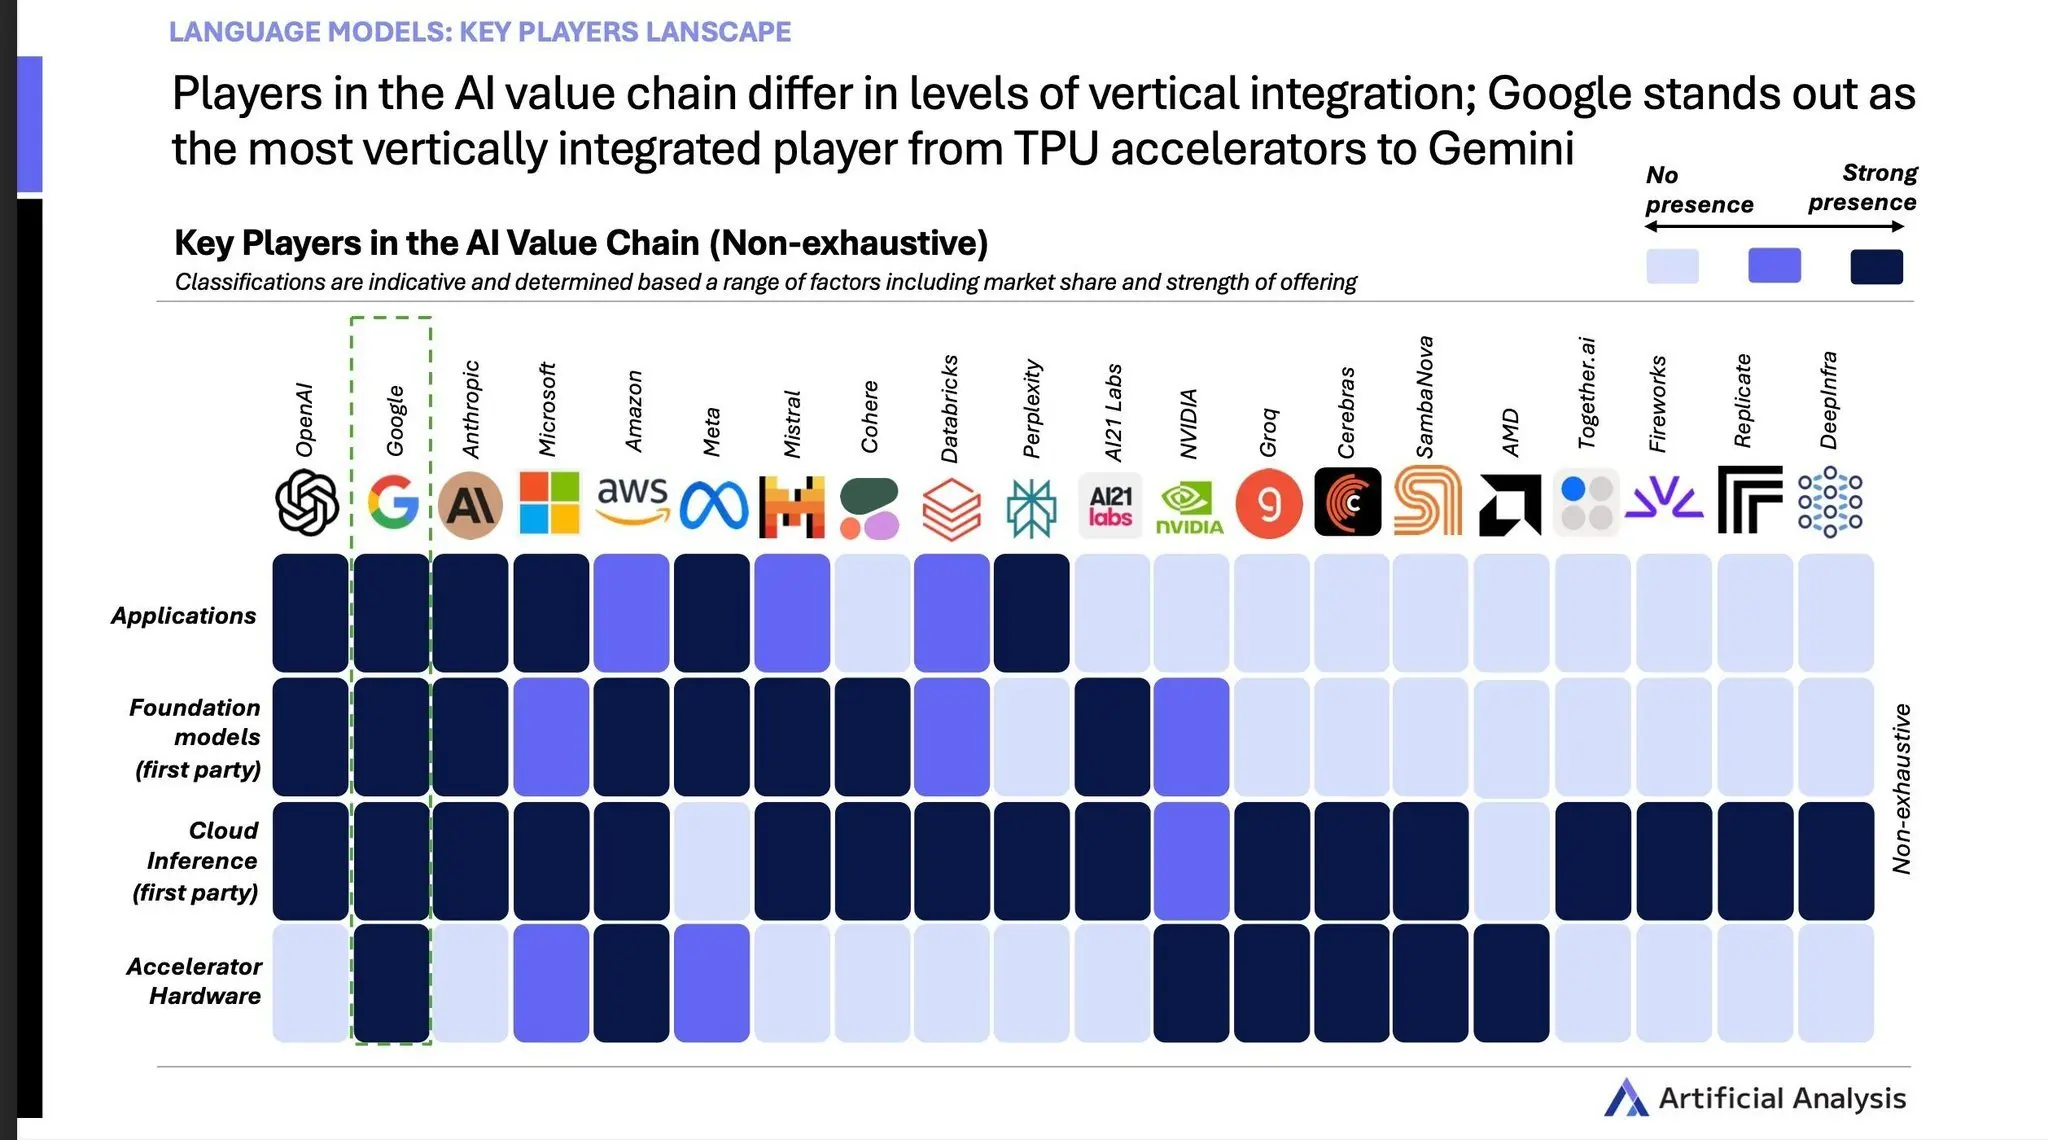 LANGUAGE MODELS: KEY PLAYERS LANSCAPE
Players in the AI value chain differ in levels of vertical integration; Google stands out as
the most vertically integrated player from TPU accelerators to Gemini
No
presence
Strong
presence
Key Players in the AI Value Chain (Non-exhaustive)
Classifications are indicative and determined based a range of factors including market share and strength of offering
OpenAI
Google
Anthropic
Microsoft
Amazon
Meta
Mistral
Cohere
Databricks
Perplexity
AI21 Labs
NVIDIA
Groq
Cerebras
SambaNova
AMD
Together.ai
Fireworks
Replicate
DeepInfra
aws
AI21
labs
NVIDIA
Applications
Foundation
models
(first party)
Cloud
Inference
(first party)
Accelerator
Hardware
Non-exhaustive
Artificial Analysis